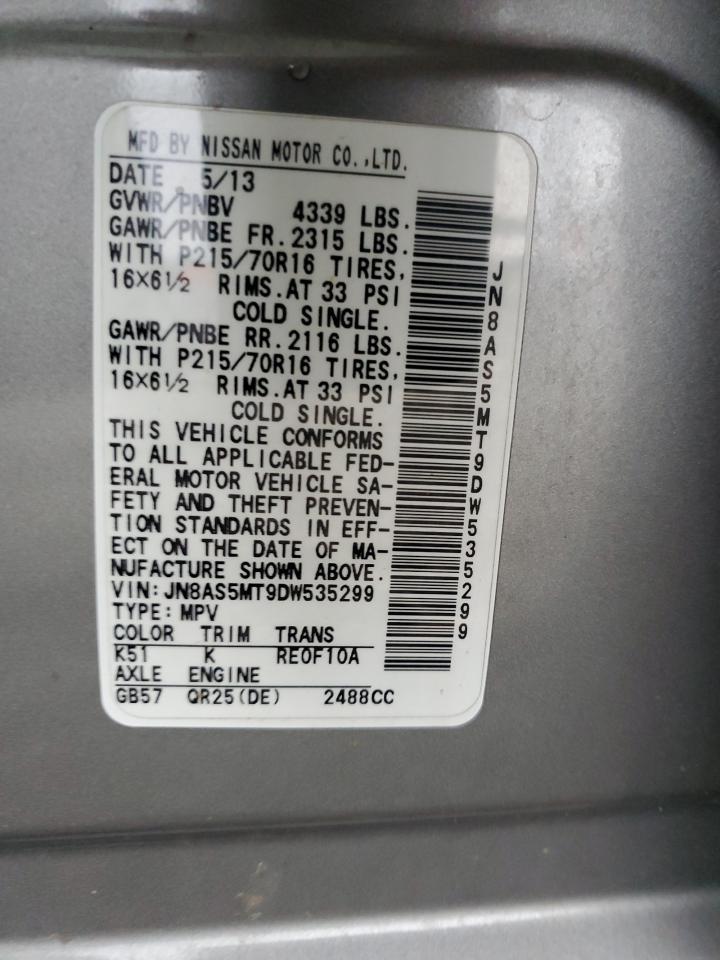 MFD BY NISSAN MOTOR CO.,LTD.
DATE 5/13
GVWR/PNBV 4339 LBS.
GAWR/PNBE FR.2315 LBS.
WITH P215/70R16 TIRES,
16×6½ RIMS.AT 33 PSI
COLD SINGLE.
GAWR/PNBE RR.2116 LBS.
WITH P215/70R16 TIRES,
16×6½ RIMS.AT 33 PSI
COLD SINGLE.
THIS VEHICLE CONFORMS
TO ALL APPLICABLE FED-
ERAL MOTOR VEHICLE SA-
FETY AND THEFT PREVEN-
TION STANDARDS IN EFF-
ECT ON THE DATE OF MA-
NUFACTURE SHOWN ABOVE.
VIN:JN8AS5MT9DW535299
TYPE:MPV
COLOR TRIM TRANS
K51 K RE0F10A
AXLE ENGINE
GB57 QR25(DE) 2488CC
JN8AS5MT9DW535299